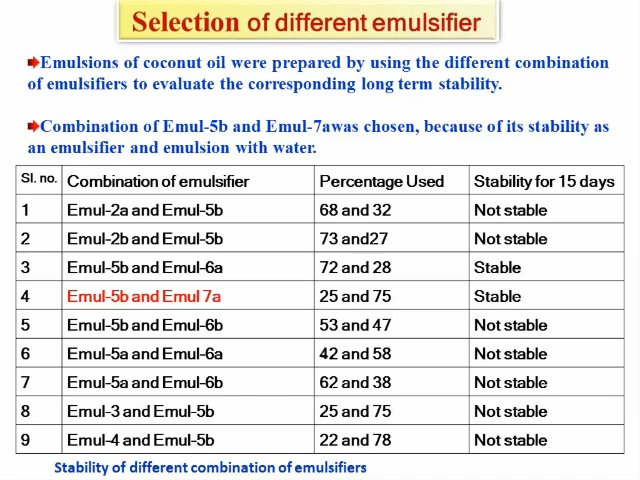 Selection of different emulsifier
Emulsions of coconut oil were prepared by using the different combination
of emulsifiers to evaluate the corresponding long term stability.
Combination of Emul-5b and Emul-7awas chosen, because of its stability as
an emulsifier and emulsion with water.
Sl. no. Combination of emulsifier Percentage Used Stability for 15 days
1 Emul-2a and Emul-5b 68 and 32 Not stable
2 Emul-2b and Emul-5b 73 and27 Not stable
3 Emul-5b and Emul-6a 72 and 28 Stable
4 Emul-5b and Emul 7a 25 and 75 Stable
5 Emul-5b and Emul-6b 53 and 47 Not stable
6 Emul-5a and Emul-6a 42 and 58 Not stable
7 Emul-5a and Emul-6b 62 and 38 Not stable
8 Emul-3 and Emul-5b 25 and 75 Not stable
9 Emul-4 and Emul-5b 22 and 78 Not stable
Stability of different combination of emulsifiers